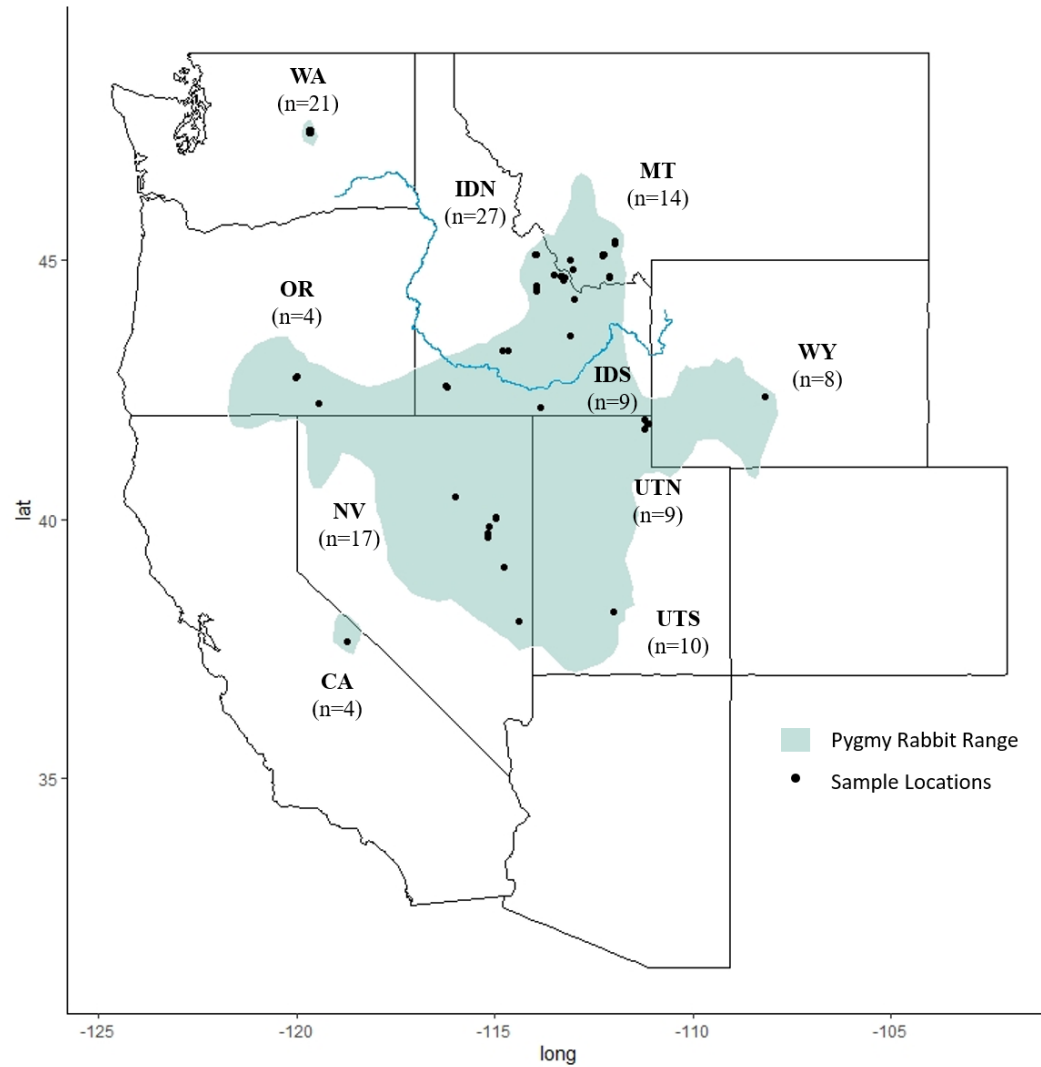 WA
(n=21)
MT
(n=14)
IDN
(n=27)
45
OR
(n=4)
WY
(n=8)
IDS
(n=9)
UTN
(n=9)
NV
(n=17)
lat
40
UTS
(n=10)
CA
(n=4)
Pygmy Rabbit Range
35
Sample Locations
-125
-120
-115
-110
-105
long